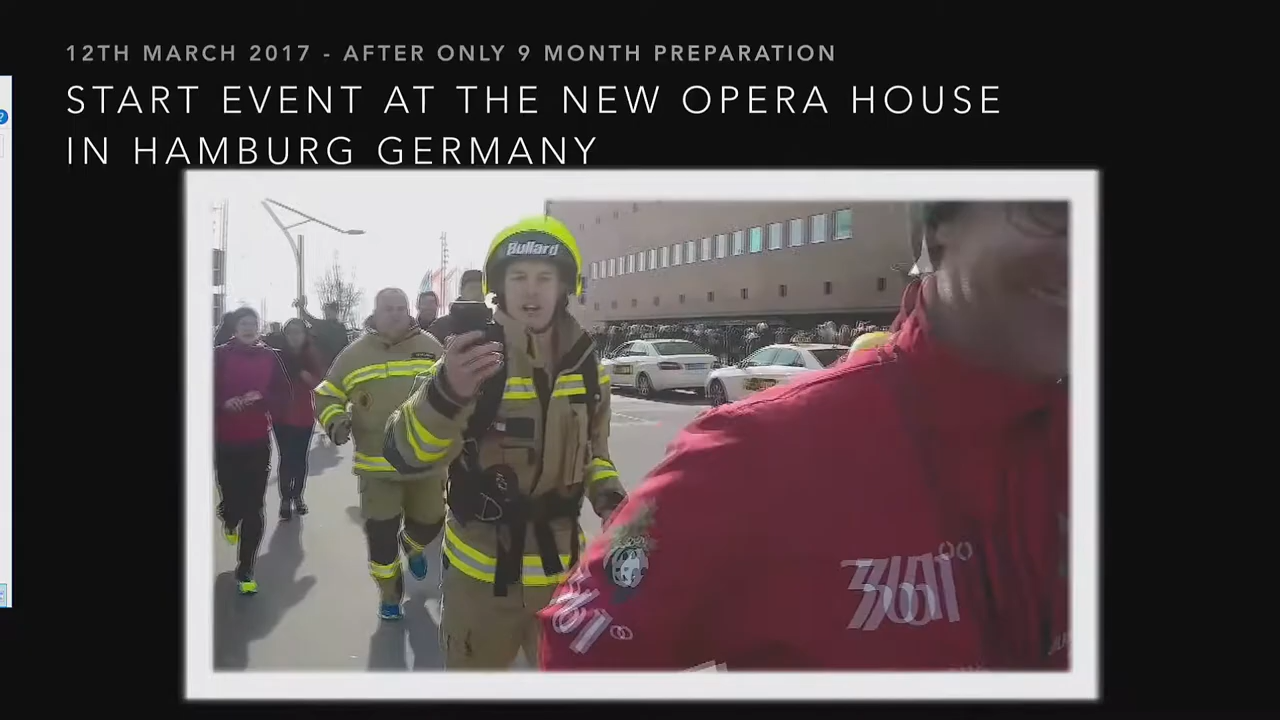 12TH MARCH 2017 - AFTER ONLY 9 MONTH PREPARATION
START EVENT AT THE NEW OPERA HOUSE
IN HAMBURG GERMANY
Bullard